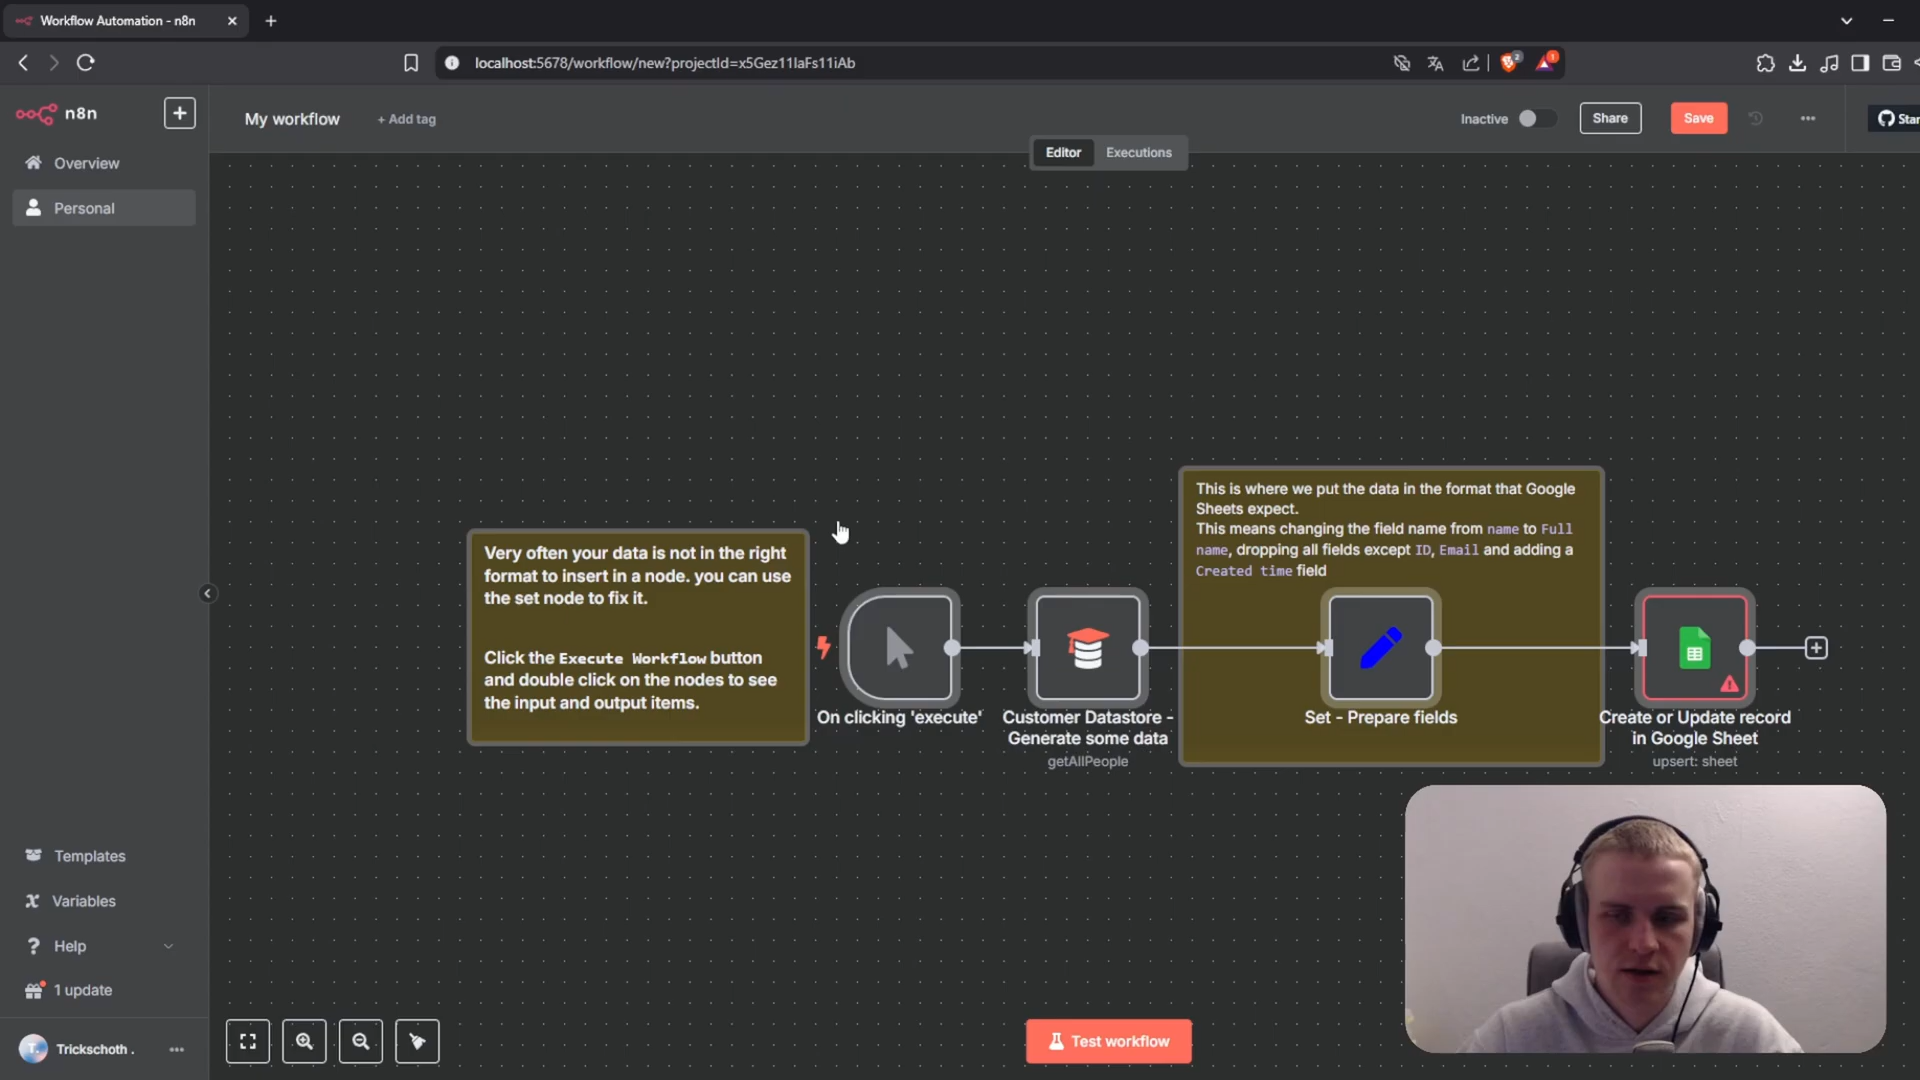 Workflow Automation - n8n
localhost:5678/workflow/new?projectId=x5Gez11IaFs11iAb
2
1
n8n
My workflow
+ Add tag
Inactive
Share
Save
Star
Editor
Executions
Overview
Personal
This is where we put the data in the format that Google
Sheets expect.
This means changing the field name from name to Full
name, dropping all fields except ID, Email and adding a
Created time field
Very often your data is not in the right
format to insert in a node. you can use
the set node to fix it.
Click the Execute Workflow button
and double click on the nodes to see
the input and output items.
On clicking 'execute'
Customer Datastore -
Generate some data
getAllPeople
Set - Prepare fields
Create or Update record
in Google Sheet
upsert: sheet
Templates
Variables
Help
1 update
T.
Trickschoth .
Test workflow